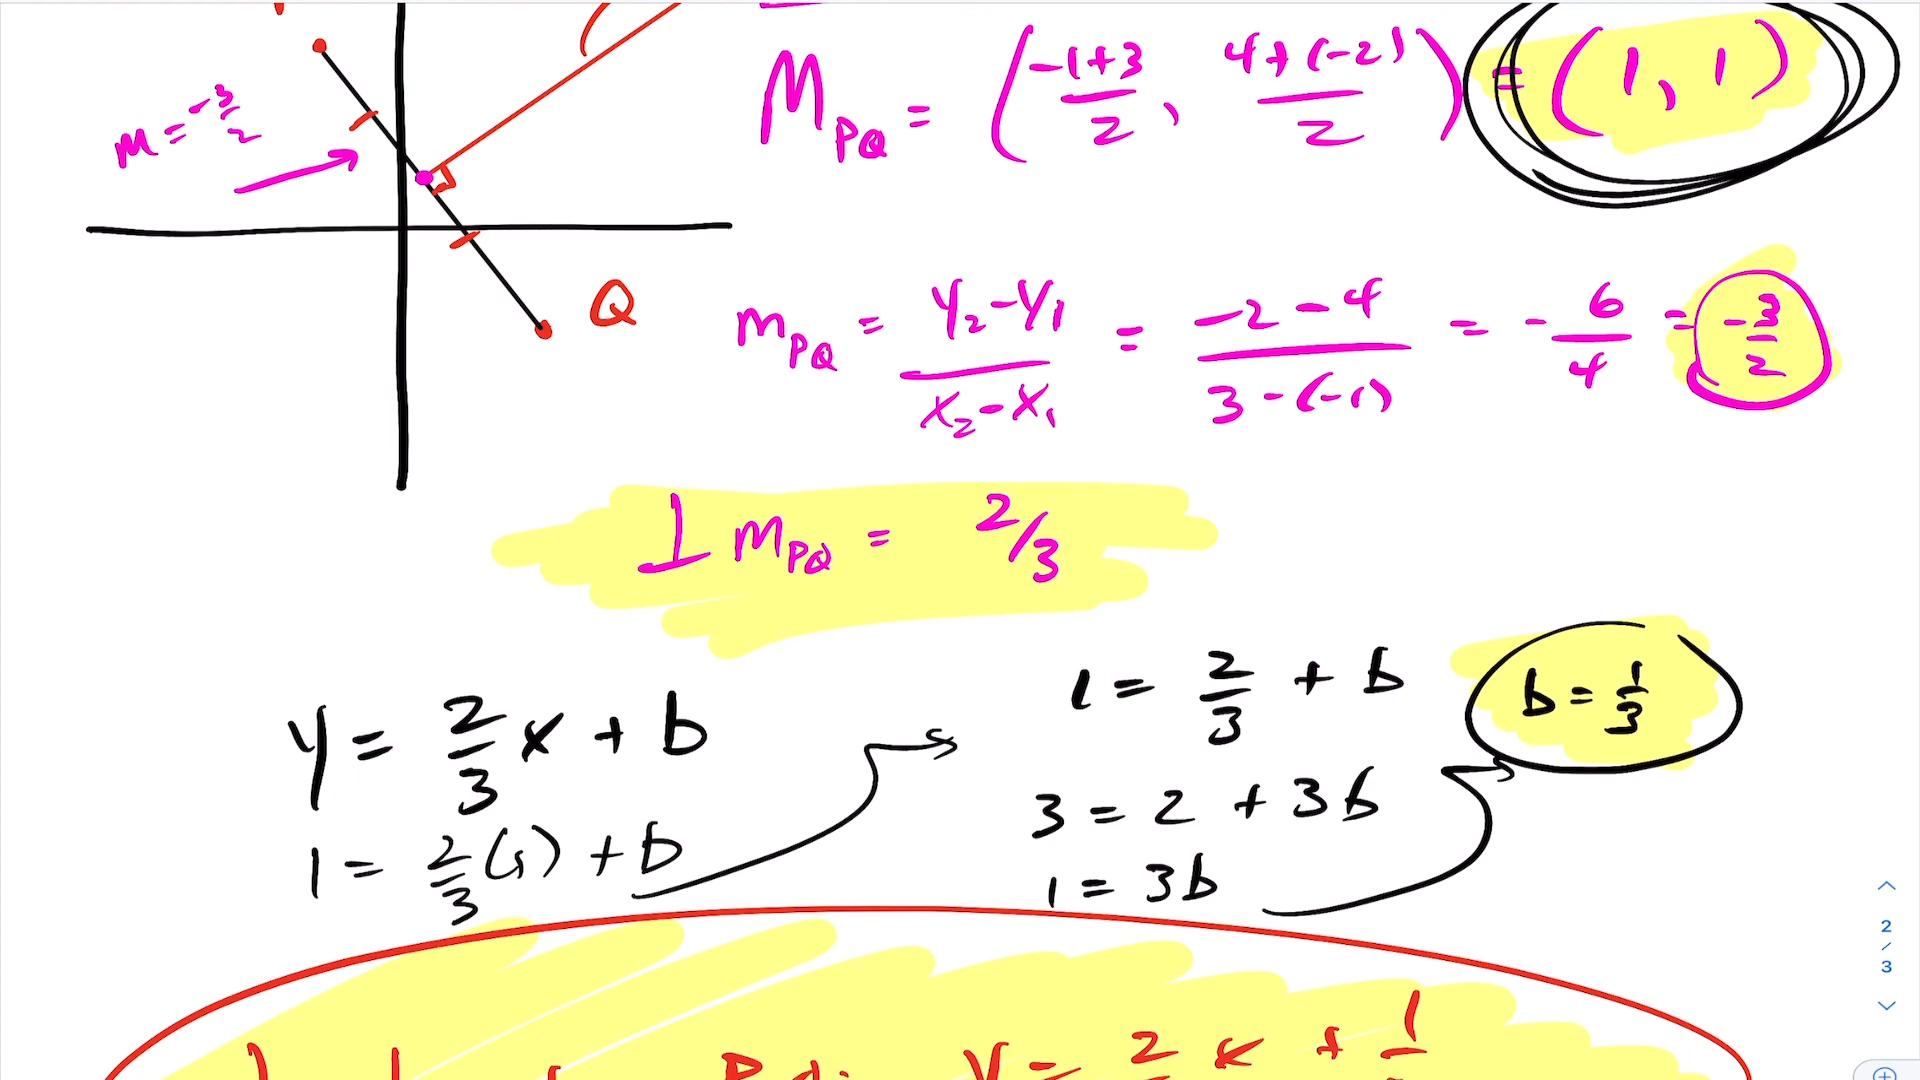 M_PQ = ( (-1+3)/2 , (4+(-2))/2 ) = (1, 1)
m = -3/2
Q
m_PQ = (y₂-y₁)/(x₂-x₁) = (-2-4)/(3-(-1)) = -6/4 = -3/2
⊥ m_PQ = 2/3
y = 2/3 x + b
1 = 2/3 (1) + b
1 = 2/3 + b
3 = 2 + 3b
1 = 3b
b = 1/3
y = 2 x + 1
2
/
3